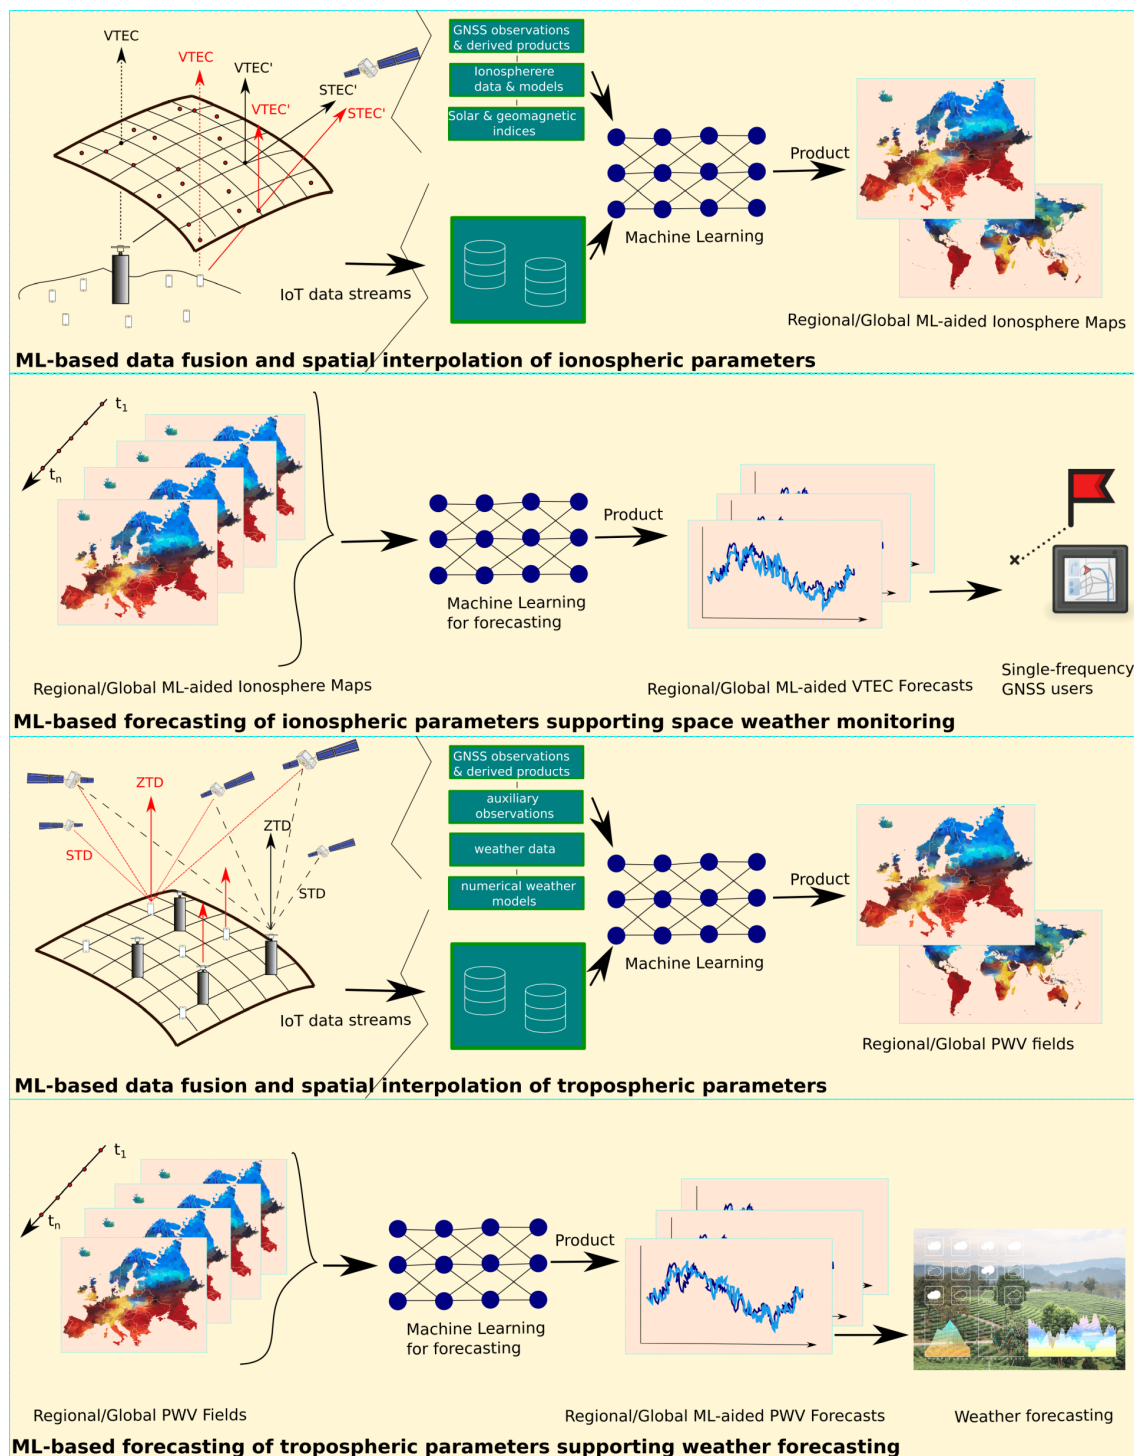 VTEC
VTEC
VTEC'
STEC'
VTEC'
STEC'
GNSS observations
& derived products
Ionospherere
data & models
Solar & geomagnetic
indices
Product
Machine Learning
IoT data streams
Regional/Global ML-aided Ionosphere Maps
ML-based data fusion and spatial interpolation of ionospheric parameters
t1
tn
Product
Machine Learning
for forecasting
Regional/Global ML-aided Ionosphere Maps
Regional/Global ML-aided VTEC Forecasts
Single-frequency
GNSS users
ML-based forecasting of ionospheric parameters supporting space weather monitoring
ZTD
ZTD
STD
STD
GNSS observations
& derived products
auxiliary
observations
weather data
numerical weather
models
Product
Machine Learning
IoT data streams
Regional/Global PWV fields
ML-based data fusion and spatial interpolation of tropospheric parameters
t1
tn
Product
Machine Learning
for forecasting
Regional/Global PWV Fields
Regional/Global ML-aided PWV Forecasts
Weather forecasting
ML-based forecasting of tropospheric parameters supporting weather forecasting